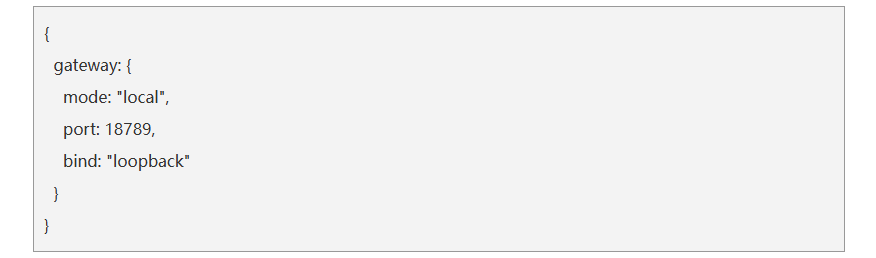 {
  gateway: {
    mode: "local",
    port: 18789,
    bind: "loopback"
  }
}